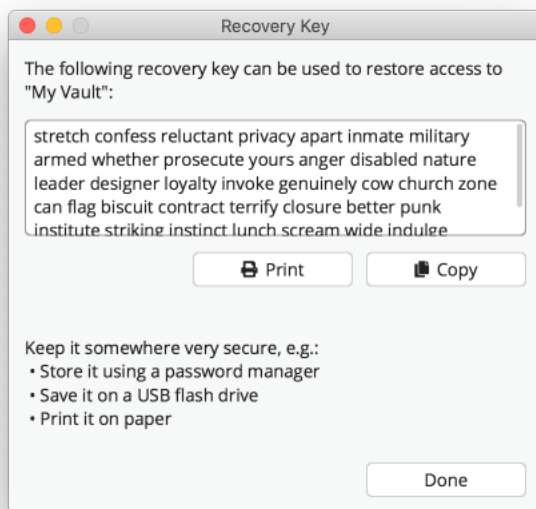 Recovery Key
The following recovery key can be used to restore access to
"My Vault":
stretch confess reluctant privacy apart inmate military
armed whether prosecute yours anger disabled nature
leader designer loyalty invoke genuinely cow church zone
can flag biscuit contract terrify closure better punk
institute striking instinct lunch scream wide indulge
Print
Copy
Keep it somewhere very secure, e.g.:
• Store it using a password manager
• Save it on a USB flash drive
• Print it on paper
Done